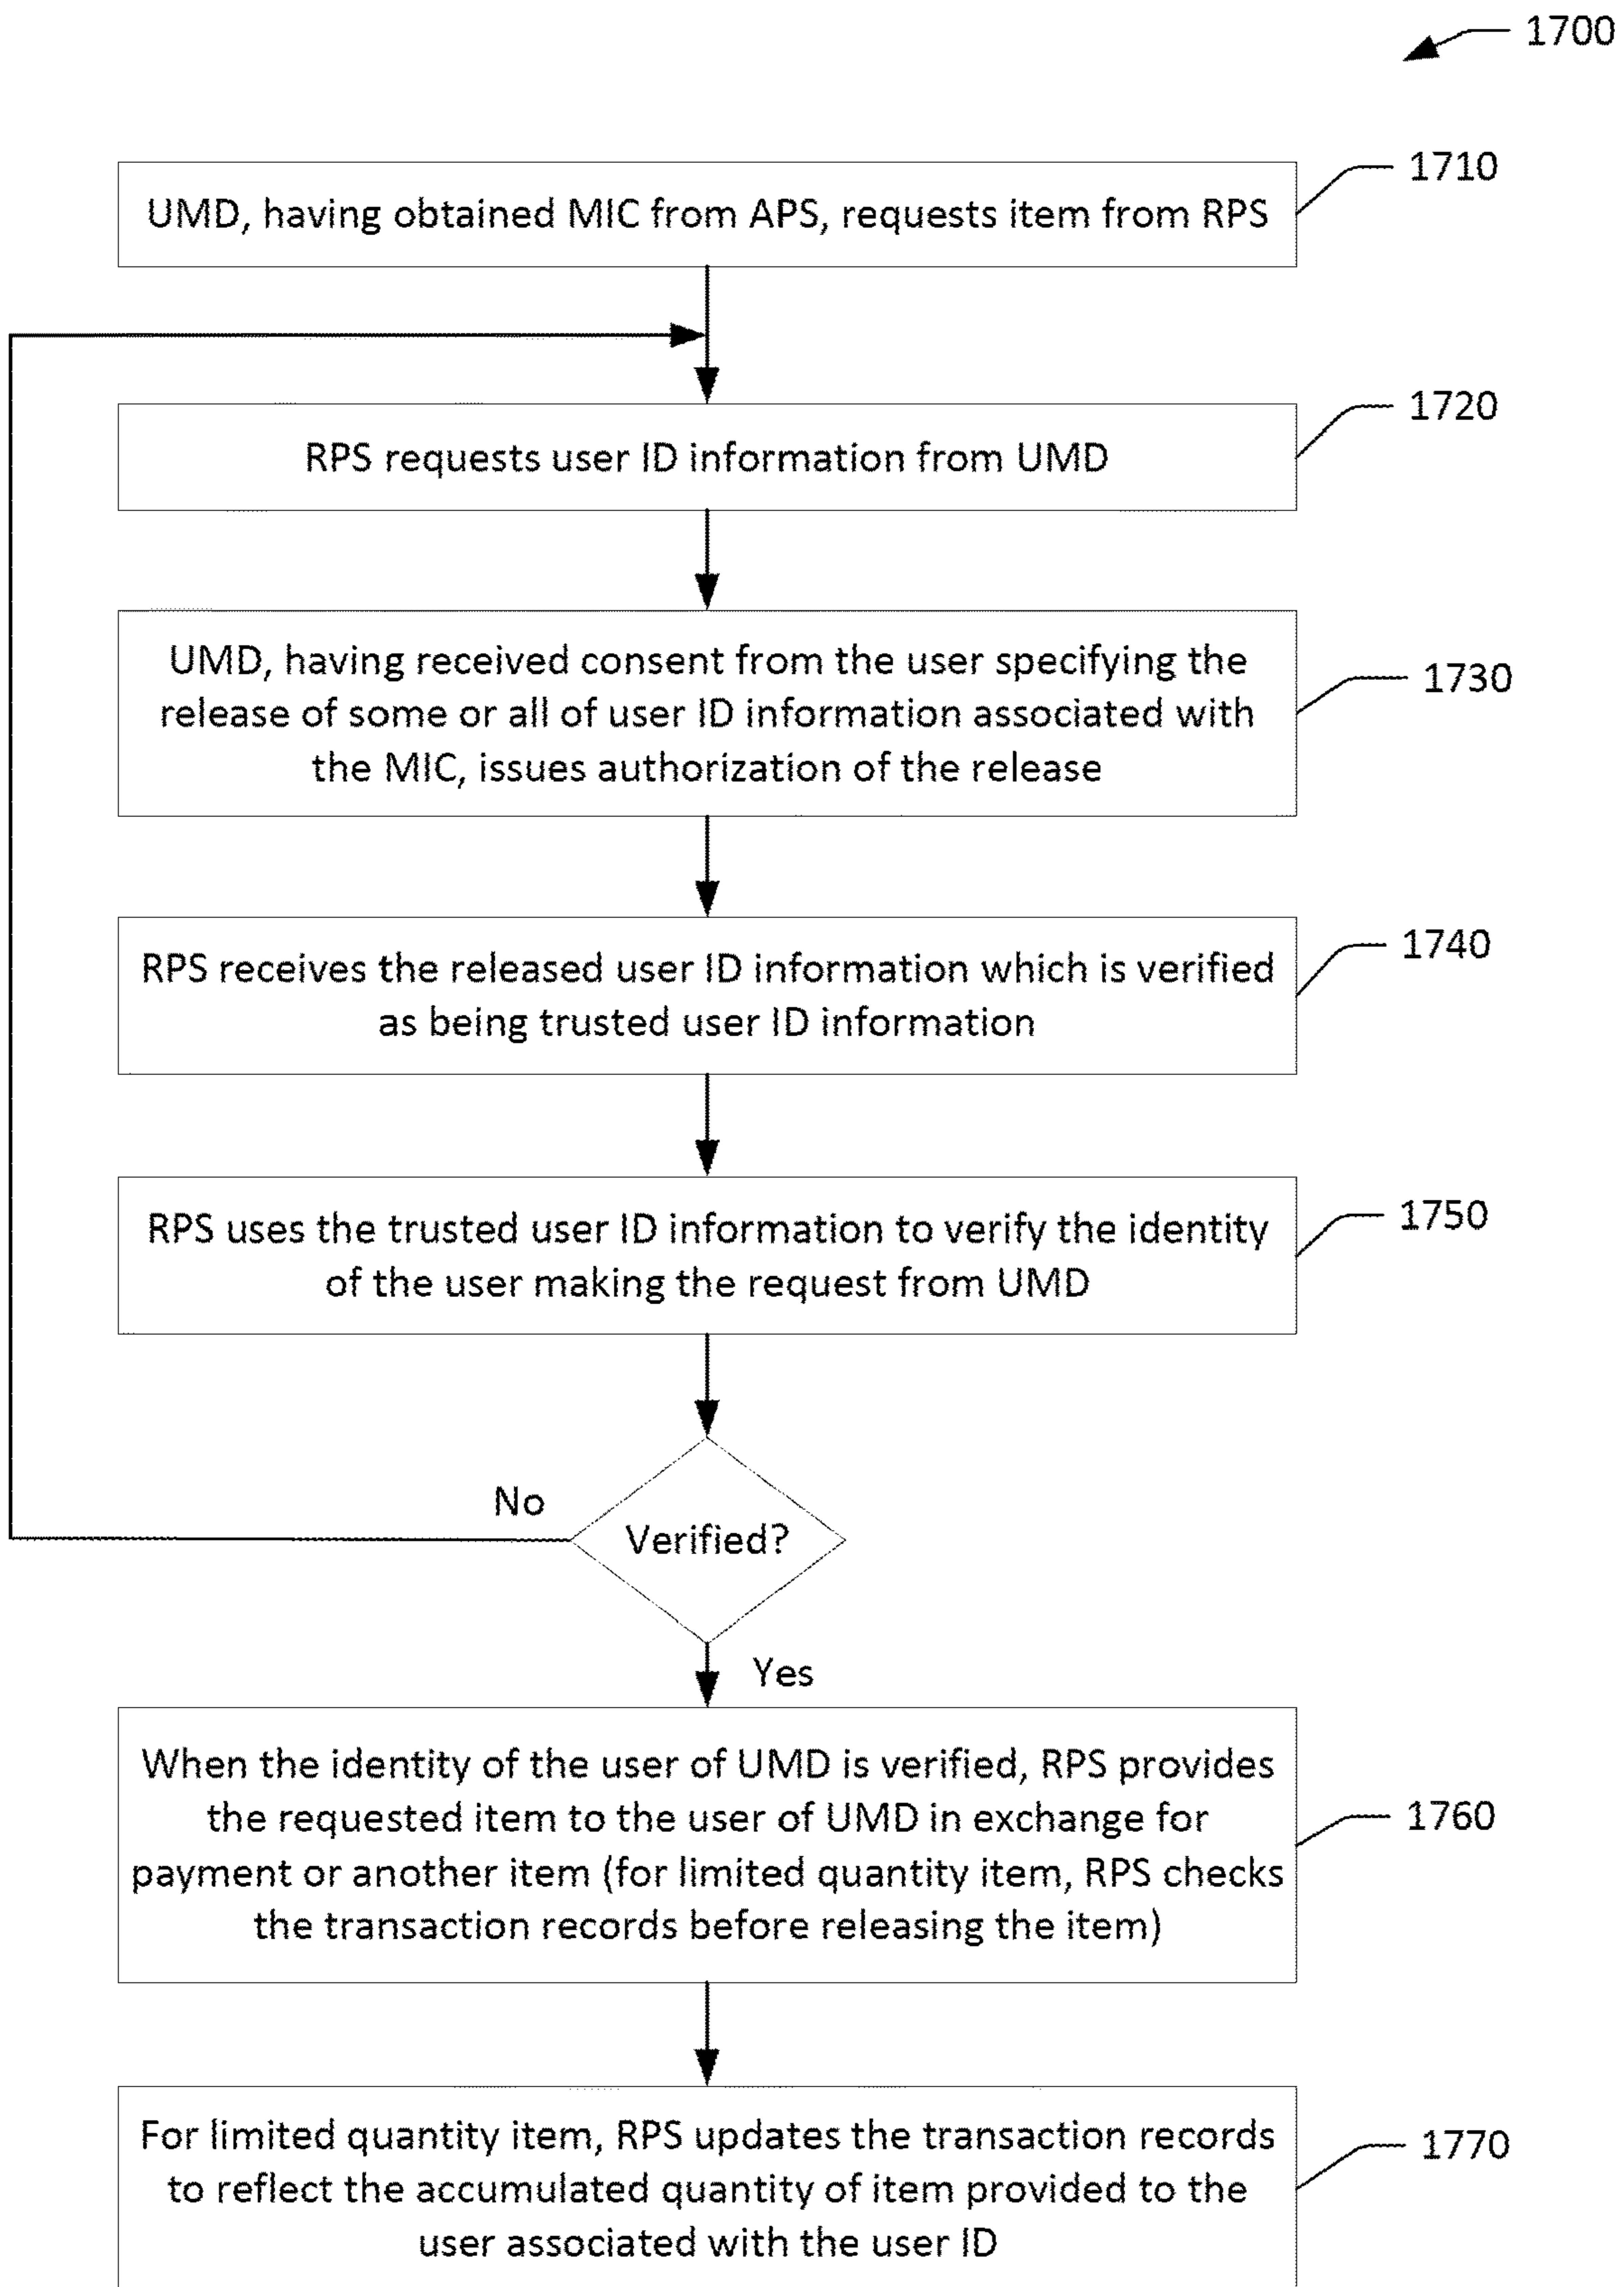 1700
1710
UMD, having obtained MIC from APS, requests item from RPS
1720
RPS requests user ID information from UMD
UMD, having received consent from the user specifying the
release of some or all of user ID information associated with
the MIC, issues authorization of the release
1730
1740
RPS receives the released user ID information which is verified
as being trusted user ID information
1750
RPS uses the trusted user ID information to verify the identity
of the user making the request from UMD
No
Verified?
Yes
When the identity of the user of UMD is verified, RPS provides
the requested item to the user of UMD in exchange for
payment or another item (for limited quantity item, RPS checks
the transaction records before releasing the item)
1760
For limited quantity item, RPS updates the transaction records
to reflect the accumulated quantity of item provided to the
user associated with the user ID
1770